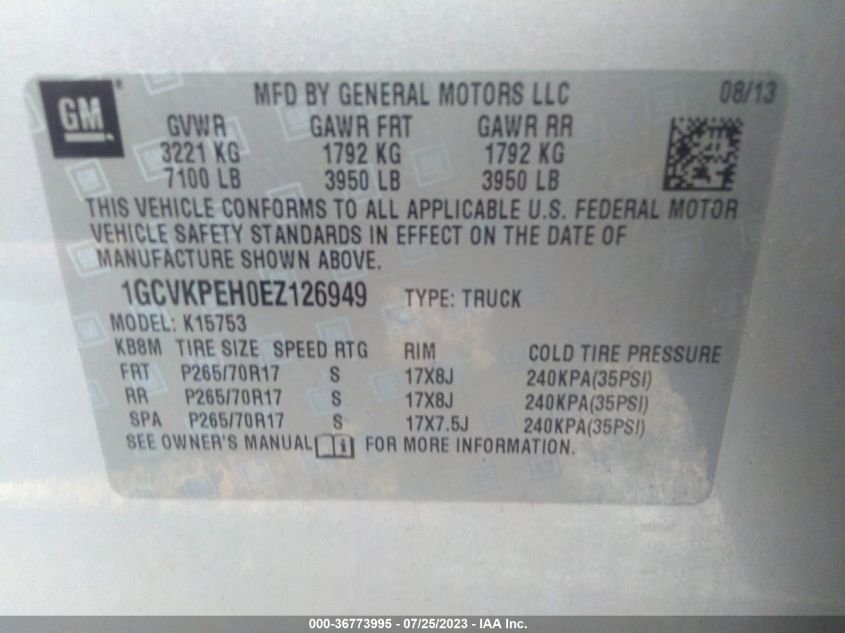 GM
MFD BY GENERAL MOTORS LLC 08/13
GVWR GAWR FRT GAWR RR
3221 KG 1792 KG 1792 KG
7100 LB 3950 LB 3950 LB
THIS VEHICLE CONFORMS TO ALL APPLICABLE U.S. FEDERAL MOTOR
VEHICLE SAFETY STANDARDS IN EFFECT ON THE DATE OF
MANUFACTURE SHOWN ABOVE.
1GCVKPEH0EZ126949 TYPE: TRUCK
MODEL: K15753
KB8M TIRE SIZE SPEED RTG RIM COLD TIRE PRESSURE
FRT P265/70R17 S 17X8J 240KPA(35PSI)
RR P265/70R17 S 17X8J 240KPA(35PSI)
SPA P265/70R17 S 17X7.5J 240KPA(35PSI)
SEE OWNER'S MANUAL FOR MORE INFORMATION.
000-36773995 - 07/25/2023 - IAA Inc.